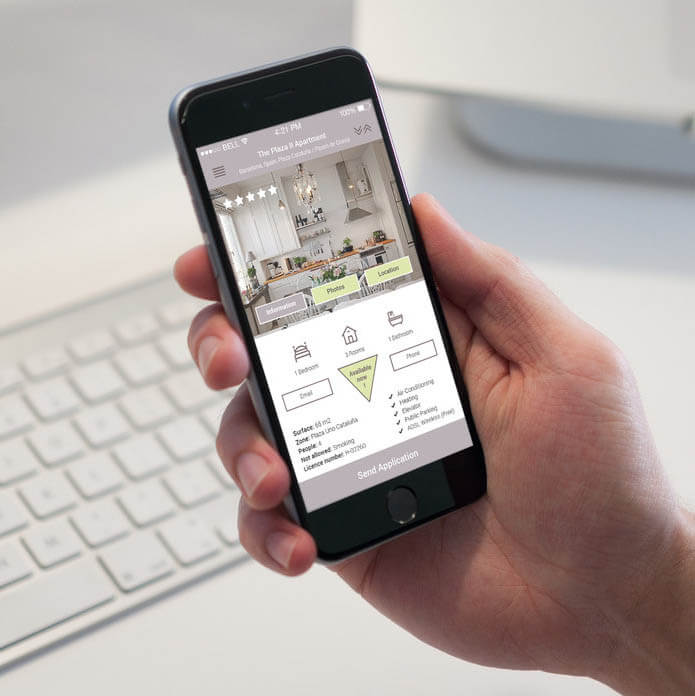 BELL 4:21 PM 100%
The Plaza II Apartment
Barcelona, Spain, Plaza Cataluña / Paseo de Gracia
Information Photos Location
1 Bedroom 3 Rooms 1 Bathroom
Email Available Phone
now
!
Surface: 65 m2
Zone: Plaza Uno Cataluña
People: 4
Not allowed: Smoking
Licence number:
Air Conditioning
Heating
Elevator
Public Parking
ADSL Wireless (Free)
Send Application